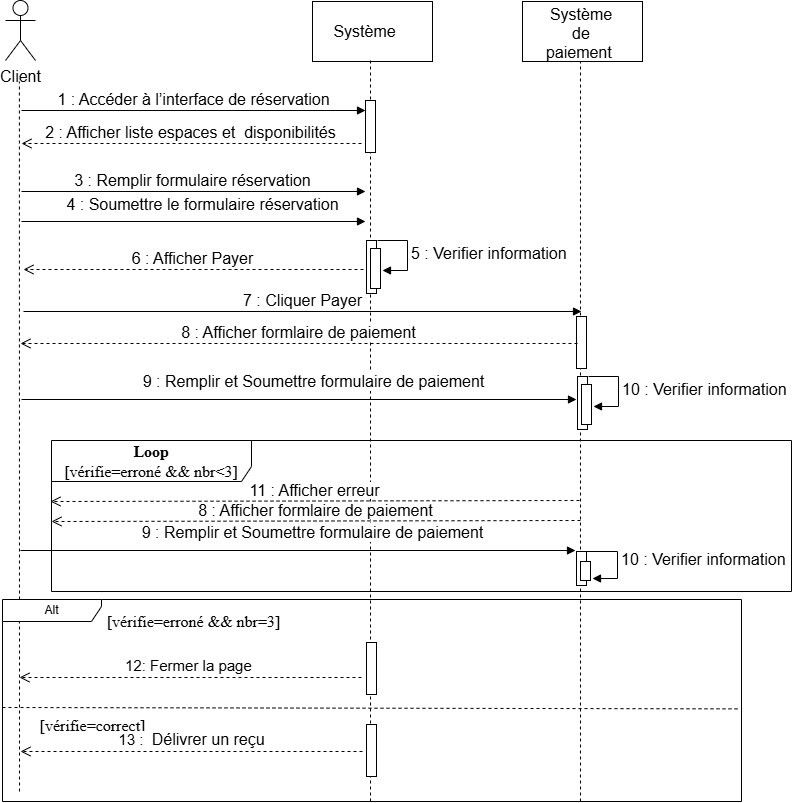 Système
Système
de
paiement
Client
1 : Accéder à l'interface de réservation
2 : Afficher liste espaces et disponibilités
3 : Remplir formulaire réservation
4 : Soumettre le formulaire réservation
5 : Verifier information
6 : Afficher Payer
7 : Cliquer Payer
8 : Afficher formlaire de paiement
9 : Remplir et Soumettre formulaire de paiement
10 : Verifier information
Loop
[vérifie=erroné && nbr<3]
11 : Afficher erreur
8 : Afficher formlaire de paiement
9 : Remplir et Soumettre formulaire de paiement
10 : Verifier information
Alt
[vérifie=erroné && nbr=3]
12: Fermer la page
[vérifie=correct]
13 : Délivrer un reçu